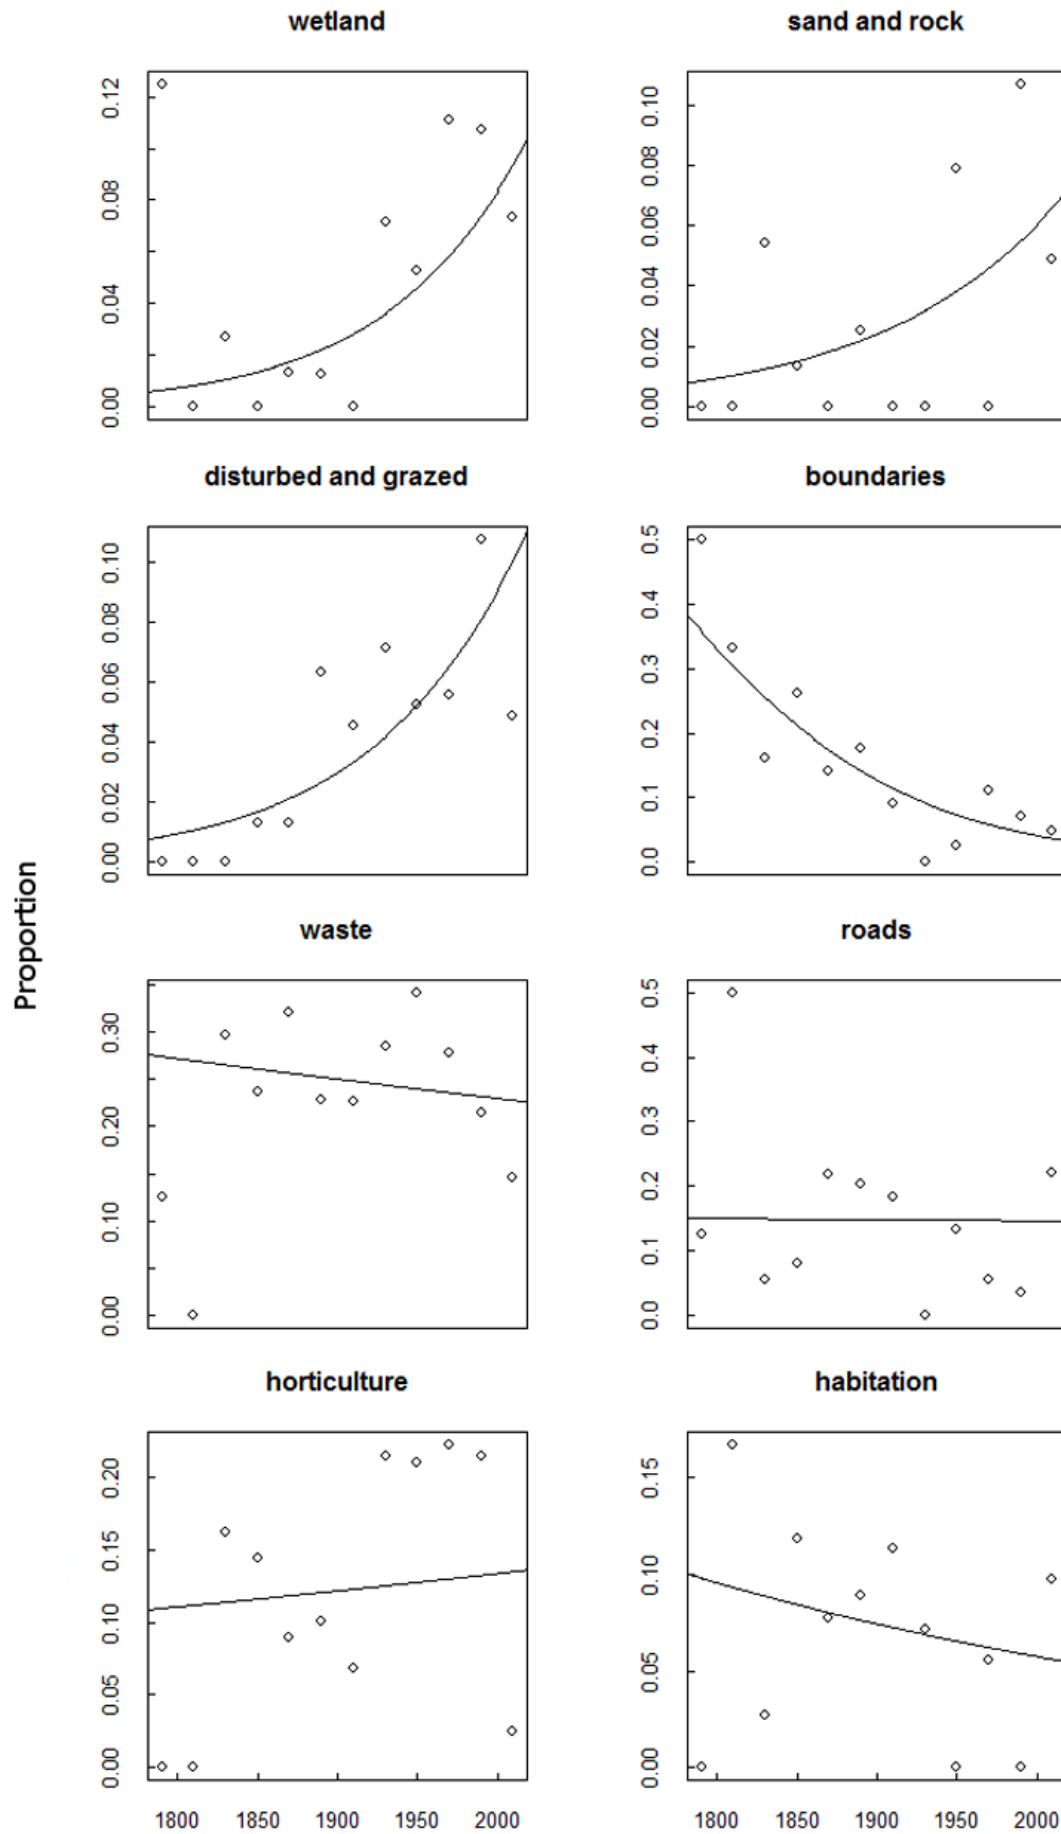 wetland
sand and rock
0.00 0.04 0.08 0.12
0.00 0.02 0.04 0.06 0.08 0.10
disturbed and grazed
boundaries
0.00 0.02 0.04 0.06 0.08 0.10
0.0 0.1 0.2 0.3 0.4 0.5
Proportion
waste
roads
0.00 0.10 0.20 0.30
0.0 0.1 0.2 0.3 0.4 0.5
horticulture
habitation
0.00 0.05 0.10 0.15 0.20
0.00 0.05 0.10 0.15
1800 1850 1900 1950 2000
1800 1850 1900 1950 2000